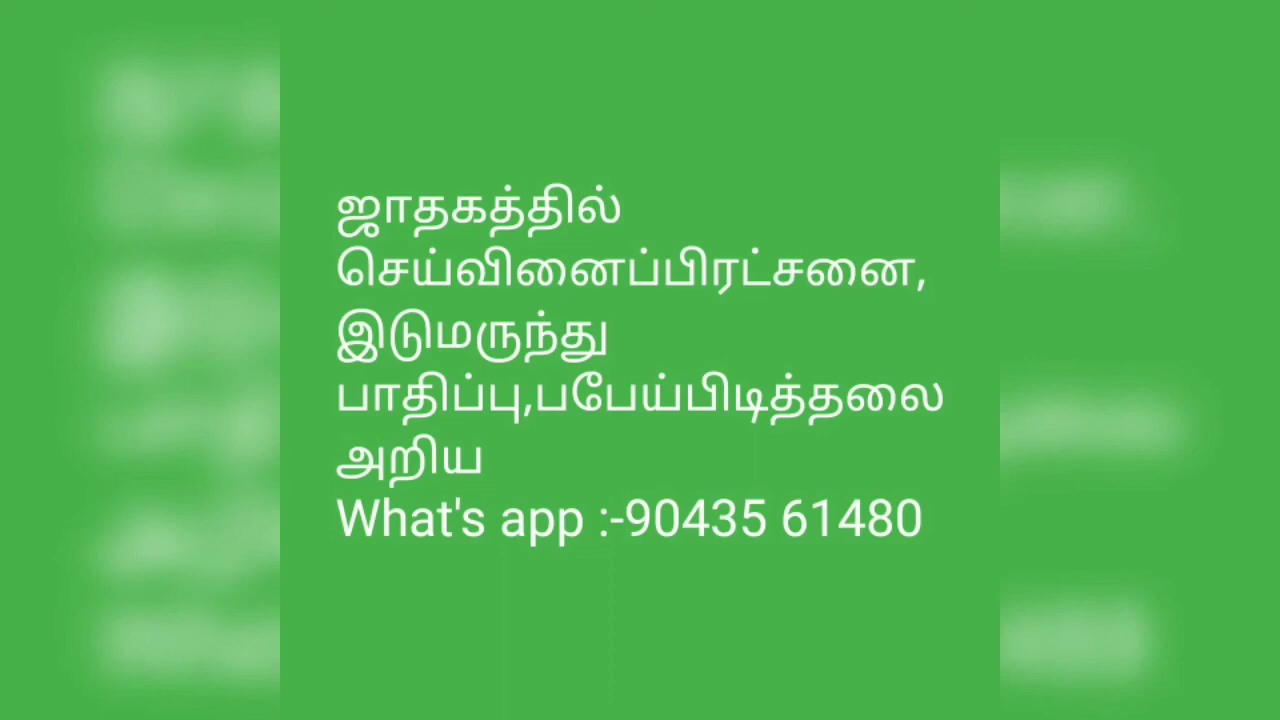 ஜாதகத்தில்
செய்வினைப்பிரட்சனை,
இடுமருந்து
பாதிப்பு,பபேய்பிடித்தலை
அறிய
What's app :-90435 61480